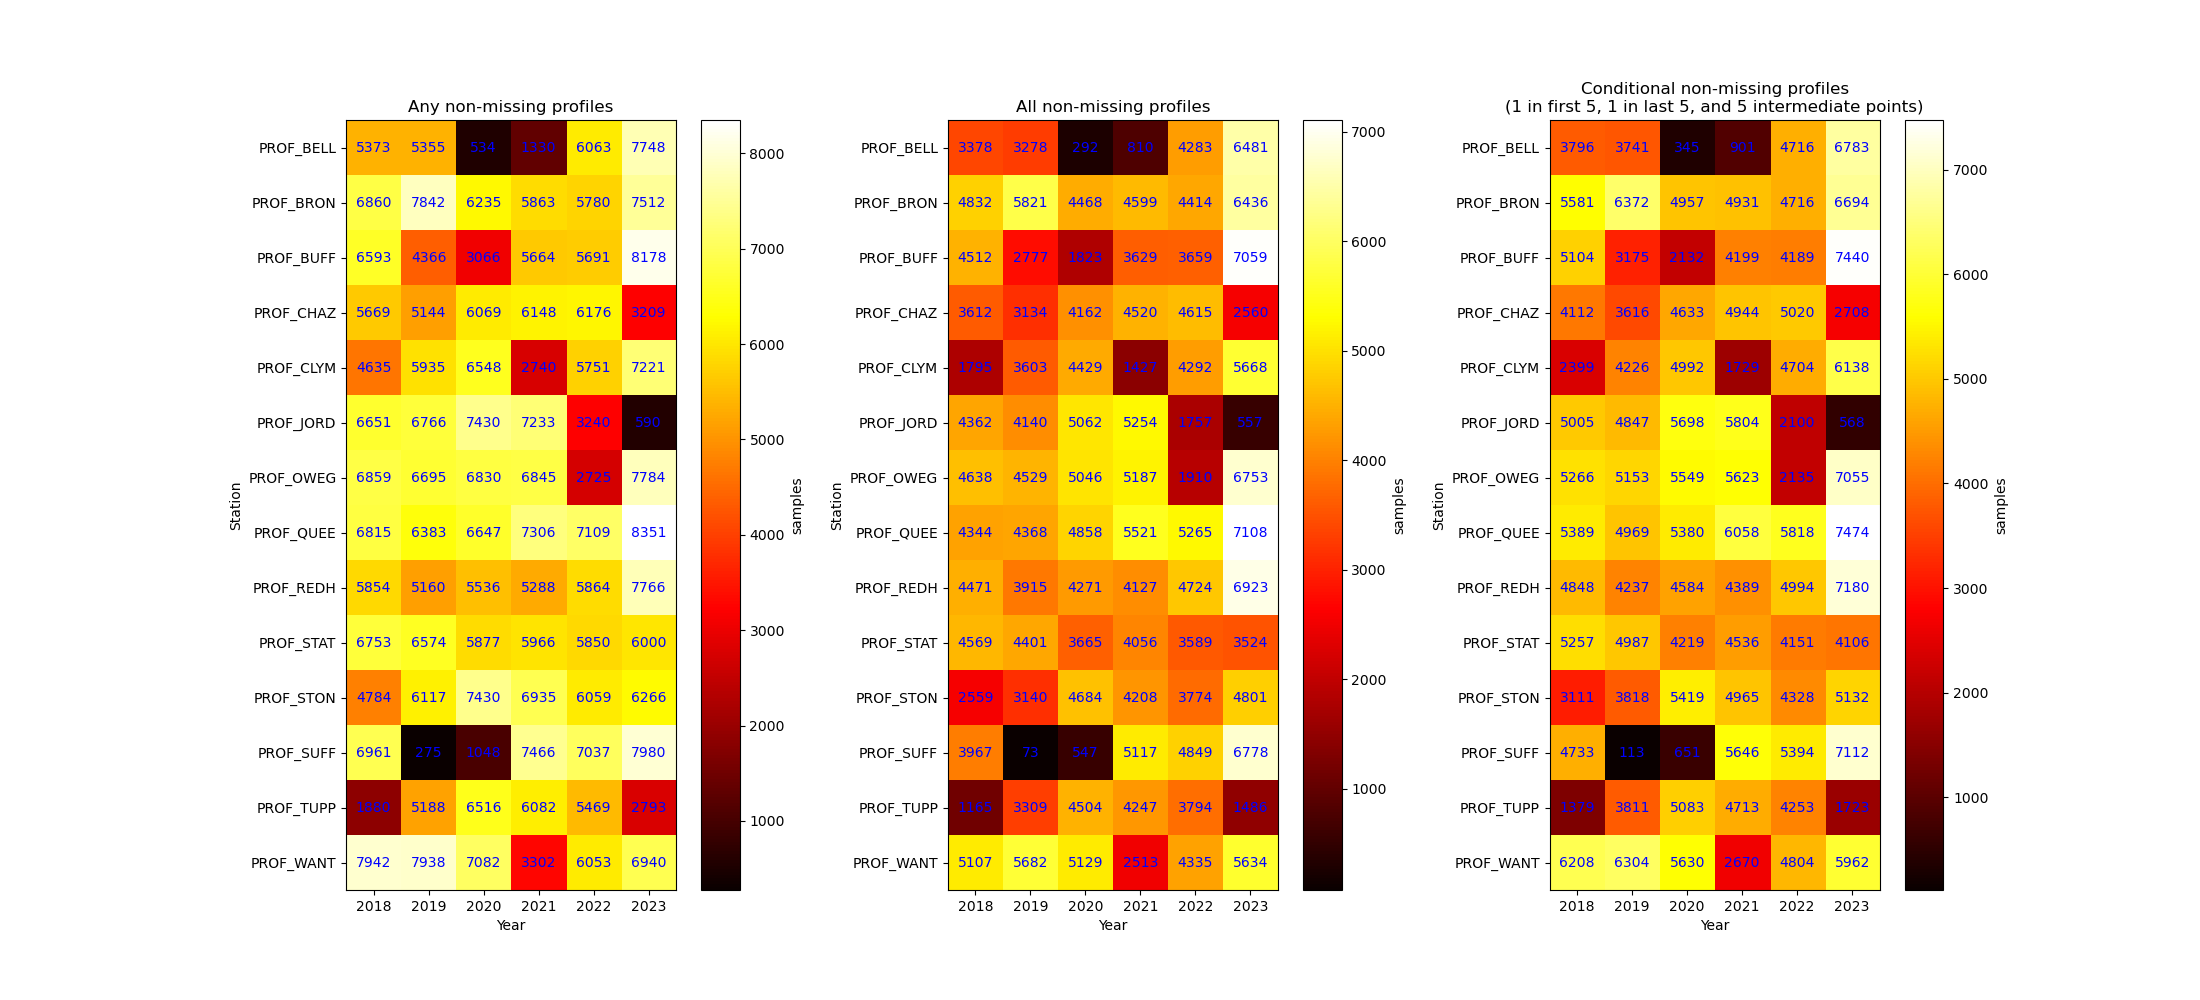 Any non-missing profiles
PROF_BELL 5373 5355 534 6063 7748
PROF_BRON 6860 7842 6235 5863 5780 7512
PROF_BUFF 6593 4366 3066 5664 5691 8178
PROF_CHAZ 5669 5144 6069 6148 6176 3209
PROF_CLYM 4635 5935 6548 2740 5751 7221
PROF_JORD 6651 6766 7430 7233 3240 590
PROF_OWEG 6859 6695 6830 6845 2725 7784
PROF_QUEE 6815 6383 6647 7306 7109 8351
PROF_REDH 5854 5160 5536 5288 5864 7766
PROF_STAT 6753 6574 5877 5966 5850 6000
PROF_STON 4784 6117 7430 6935 6059 6266
PROF_SUFF 6961 275 1048 7466 7037 7980
PROF_TUPP 5188 6516 6082 5469 2793
PROF_WANT 7942 7938 7082 3302 6053 6940
2018 2019 2020 2021 2022 2023
Year
Station
8000
7000
6000
5000
4000
3000
2000
1000
samples
All non-missing profiles
PROF_BELL 3378 3278 292 810 4283 6481
PROF_BRON 4832 5821 4468 4599 4414 6436
PROF_BUFF 4512 2777 3629 3659 7059
PROF_CHAZ 3612 3134 4162 4520 4615 2560
PROF_CLYM 1795 3603 4429 1427 4292 5668
PROF_JORD 4362 4140 5062 5254 1757 557
PROF_OWEG 4638 4529 5046 5187 1910 6753
PROF_QUEE 4344 4368 4858 5521 5265 7108
PROF_REDH 4471 3915 4271 4127 4724 6923
PROF_STAT 4569 4401 3665 4056 3589 3524
PROF_STON 2559 3140 4684 4208 3774 4801
PROF_SUFF 3967 73 547 5117 4849 6778
PROF_TUPP 1165 3309 4504 4247 3794
PROF_WANT 5107 5682 5129 2513 4335 5634
2018 2019 2020 2021 2022 2023
Year
Station
7000
6000
5000
4000
3000
2000
1000
samples
Conditional non-missing profiles
(1 in first 5, 1 in last 5, and 5 intermediate points)
PROF_BELL 3796 3741 345 901 4716 6783
PROF_BRON 5581 6372 4957 4931 4716 6694
PROF_BUFF 5104 3175 2132 4199 4189 7440
PROF_CHAZ 4112 3616 4633 4944 5020 2708
PROF_CLYM 2399 4226 4992 1729 4704 6138
PROF_JORD 5005 4847 5698 5804 2100 568
PROF_OWEG 5266 5153 5549 5623 2135 7055
PROF_QUEE 5389 4969 5380 6058 5818 7474
PROF_REDH 4848 4237 4584 4389 4994 7180
PROF_STAT 5257 4987 4219 4536 4151 4106
PROF_STON 3111 3818 5419 4965 4328 5132
PROF_SUFF 4733 113 651 5646 5394 7112
PROF_TUPP 1379 3811 5083 4713 4253 1723
PROF_WANT 6208 6304 5630 2670 4804 5962
2018 2019 2020 2021 2022 2023
Year
Station
7000
6000
5000
4000
3000
2000
1000
samples